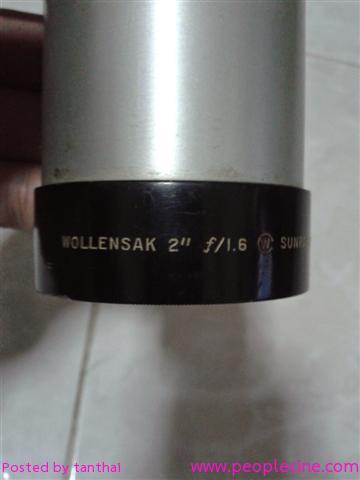 WOLLENSAK 2" f/1.6 W
Posted by tanthai
www.peoplecine.com